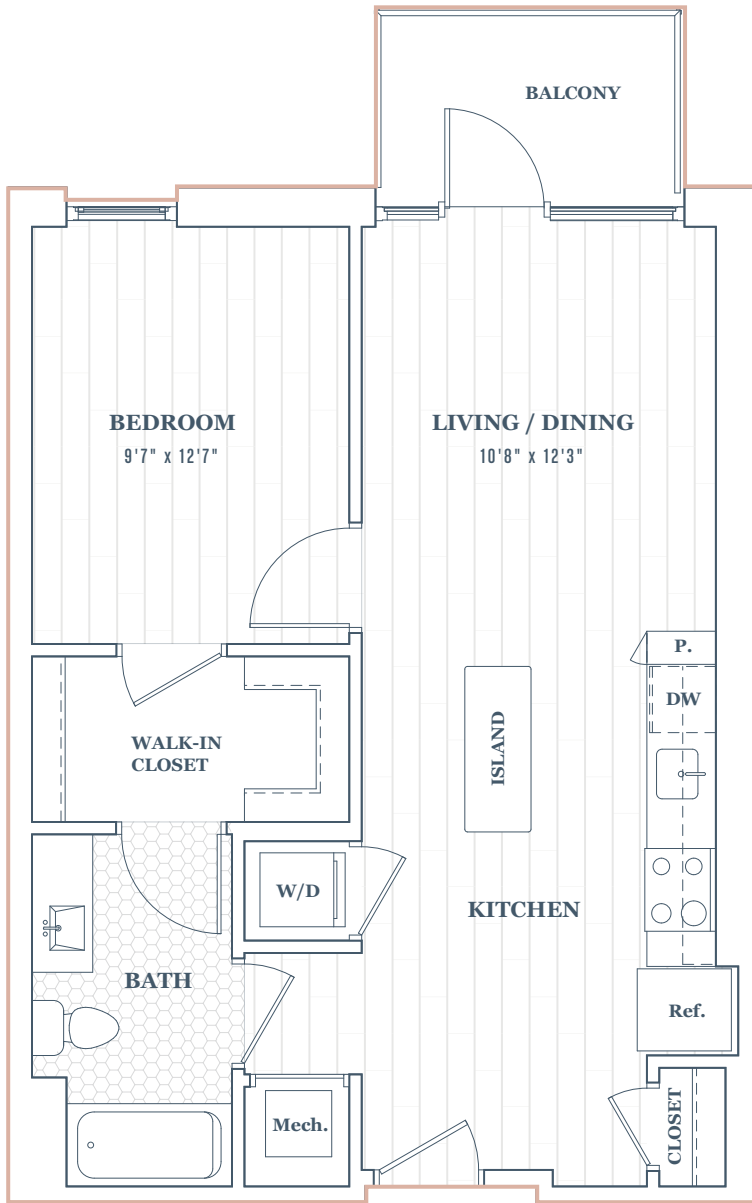 BALCONY
BEDROOM
9'7" x 12'7"
LIVING / DINING
10'8" x 12'3"
P.
DW
WALK-IN
CLOSET
ISLAND
W/D
KITCHEN
BATH
Ref.
Mech.
CLOSET